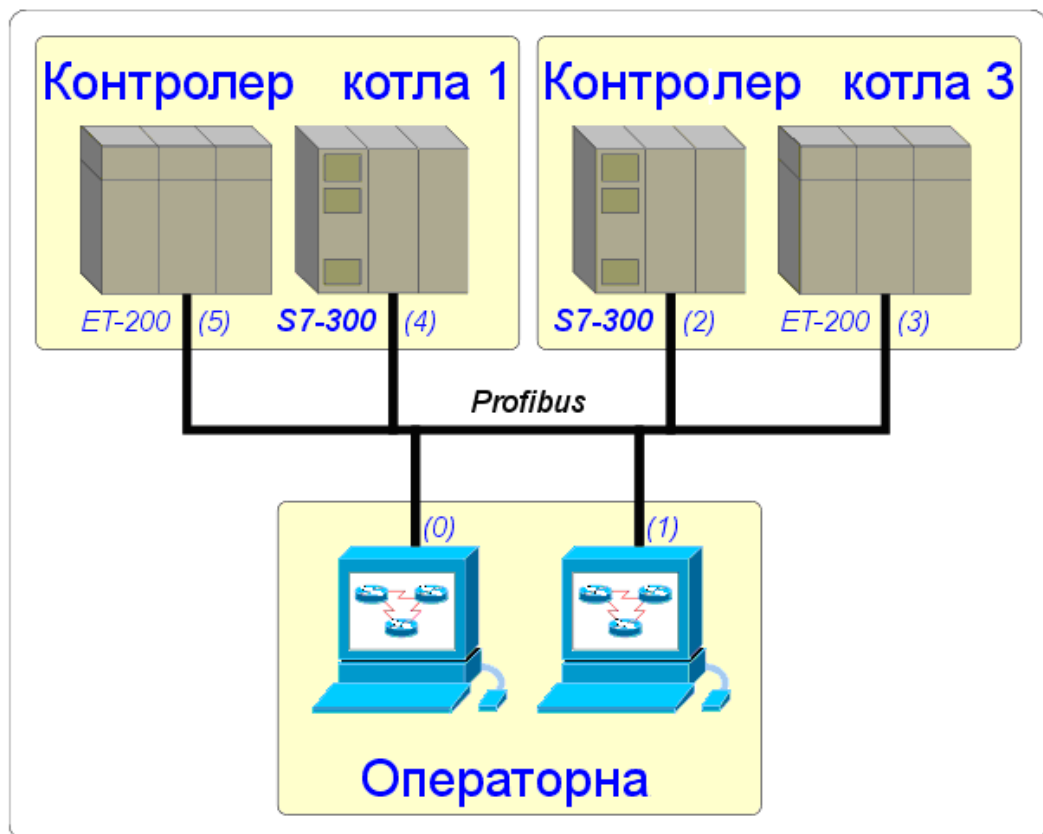 Контролер котла 1
Контролер котла 3
ET-200 (5) S7-300 (4)
S7-300 (2) ET-200 (3)
Profibus
(0) (1)
Операторна